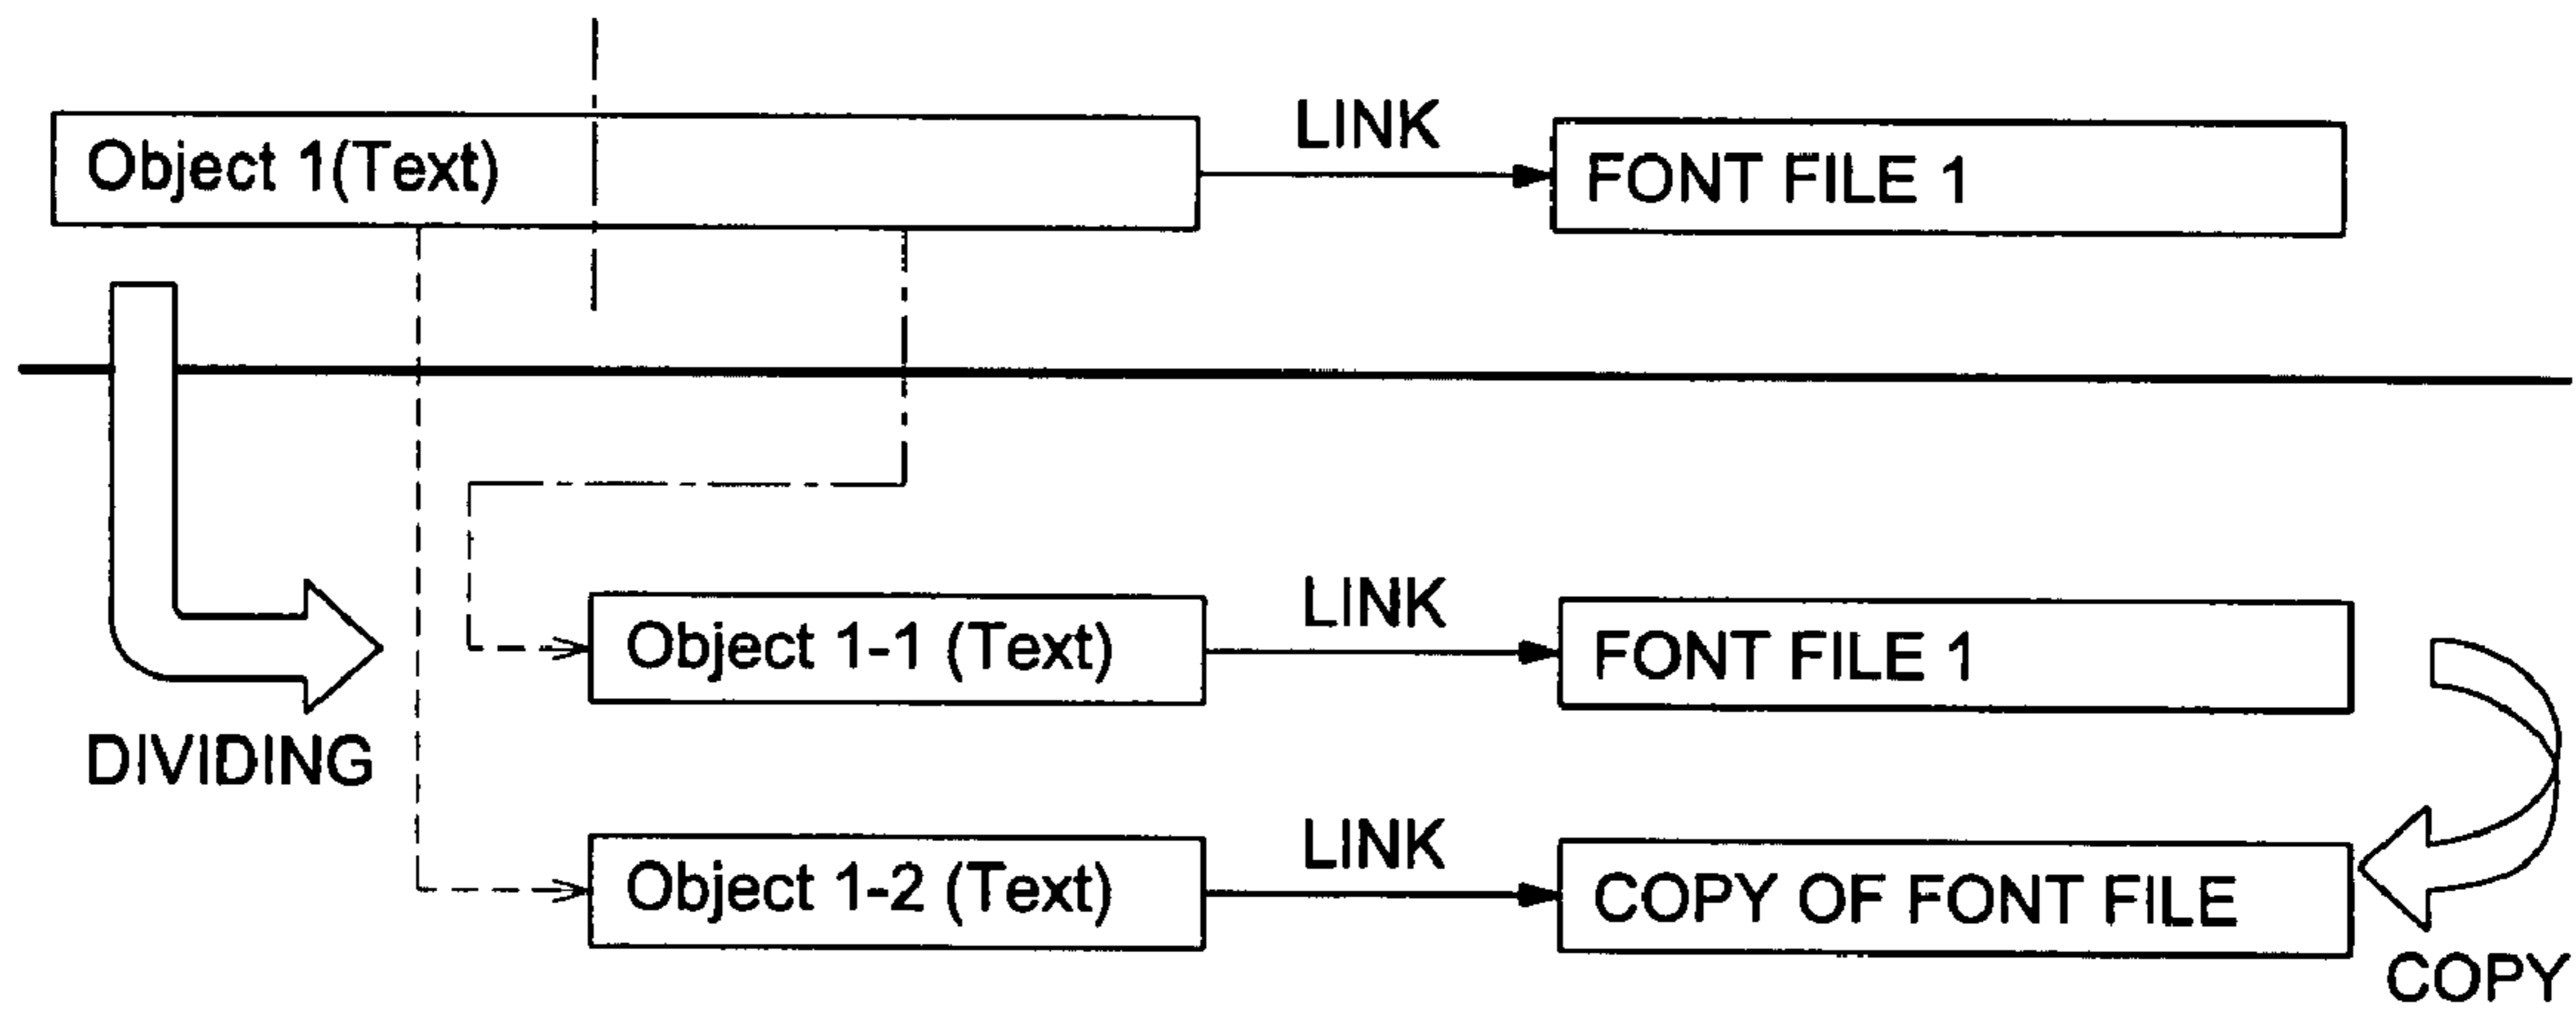 Object 1(Text)
LINK
FONT FILE 1
Object 1-1 (Text)
LINK
FONT FILE 1
DIVIDING
Object 1-2 (Text)
LINK
COPY OF FONT FILE
COPY